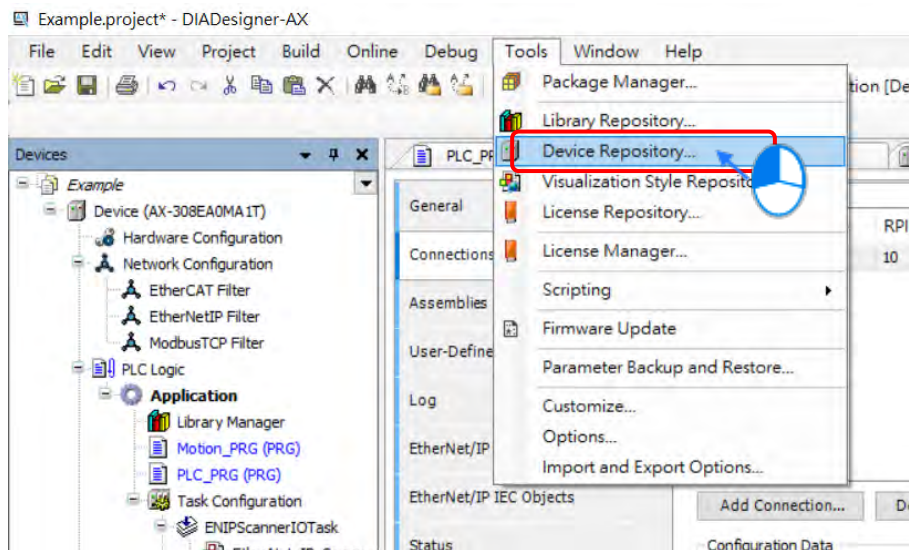 Example.project* - DIADesigner-AX
File Edit View Project Build Online Debug Tools Window Help
Package Manager...
Library Repository...
Device Repository...
Visualization Style
License Repository...
License Manager...
Scripting
Firmware Update
Parameter Backup and Restore...
Customize...
Options...
Import and Export Options...
Devices
Example
Device (AX-308EA0MA1T)
Hardware Configuration
Network Configuration
EtherCAT Filter
EtherNetIP Filter
ModbusTCP Filter
PLC Logic
Application
Library Manager
Motion_PRG (PRG)
PLC_PRG (PRG)
Task Configuration
ENIPScannerIOTask
General
Connections
Assemblies
Log
EtherNet/IP
EtherNet/IP IEC Objects
Status
RPI
10
Add Connection...
Configuration Data